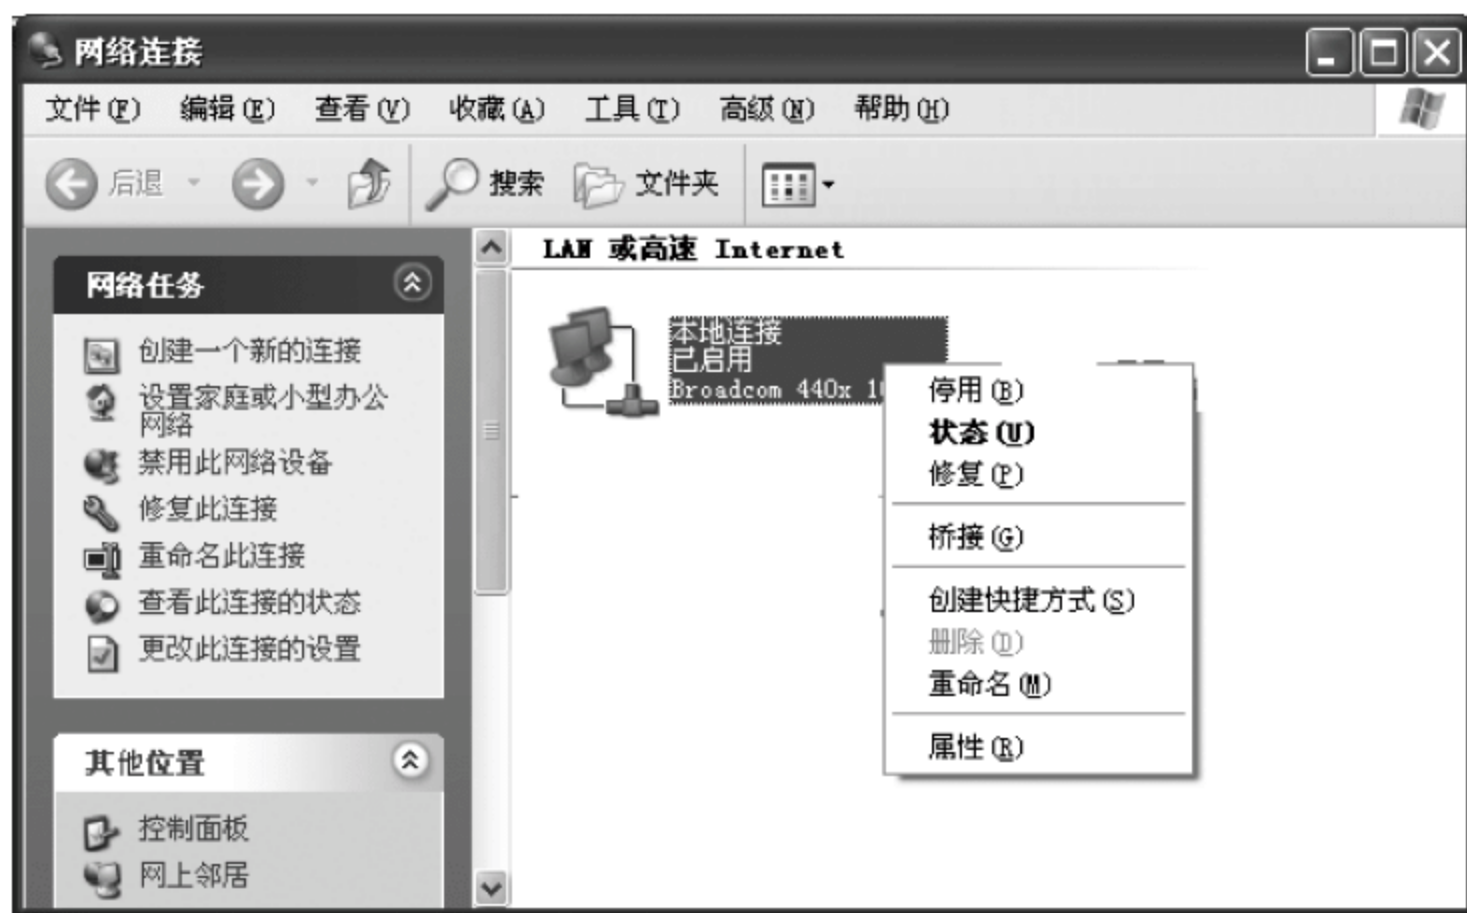 网络连接
文件(F) 编辑(E) 查看(V) 收藏(A) 工具(T) 高级(N) 帮助(H)
后退 搜索 文件夹
网络任务
创建一个新的连接
设置家庭或小型办公
网络
禁用此网络设备
修复此连接
重命名此连接
查看此连接的状态
更改此连接的设置
其他位置
控制面板
网上邻居
LAN 或高速 Internet
本地连接
已启用
Broadcom 440x
停用(B)
状态(U)
修复(P)
桥接(G)
创建快捷方式(S)
删除(D)
重命名(M)
属性(R)